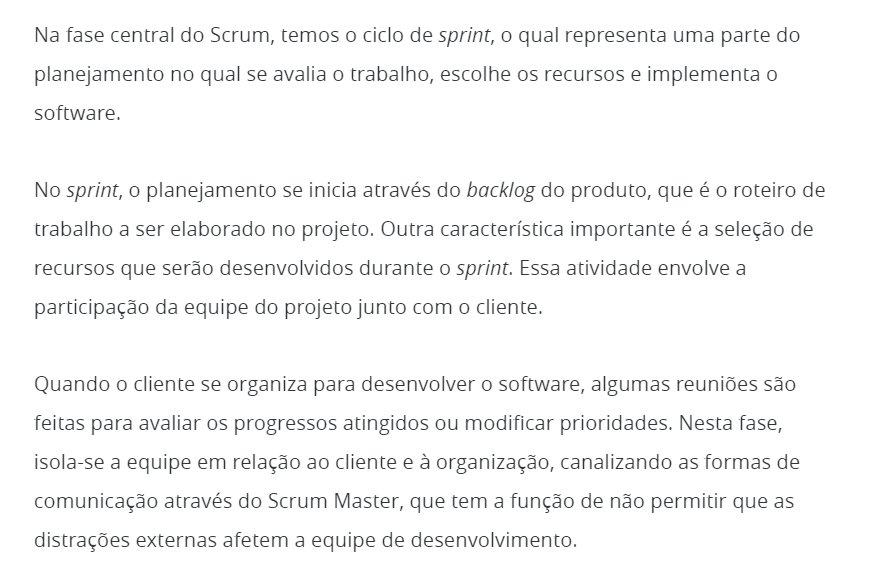 Na fase central do Scrum, temos o ciclo de sprint, o qual representa uma parte do
planejamento no qual se avalia o trabalho, escolhe os recursos e implementa o
software.
No sprint, o planejamento se inicia através do backlog do produto, que é o roteiro de
trabalho a ser elaborado no projeto. Outra característica importante é a seleção de
recursos que serão desenvolvidos durante o sprint. Essa atividade envolve a
participação da equipe do projeto junto com o cliente.
Quando o cliente se organiza para desenvolver o software, algumas reuniões são
feitas para avaliar os progressos atingidos ou modificar prioridades. Nesta fase,
isola-se a equipe em relação ao cliente e à organização, canalizando as formas de
comunicação através do Scrum Master, que tem a função de não permitir que as
distrações externas afetem a equipe de desenvolvimento.